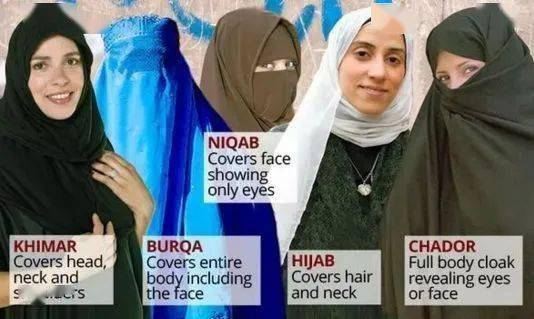 KHIMAR
Covers head,
neck and
BURQA
Covers entire
body including
the face
NIQAB
Covers face
showing
only eyes
HIJAB
Covers hair
and neck
CHADOR
Full body cloak
revealing eyes
or face